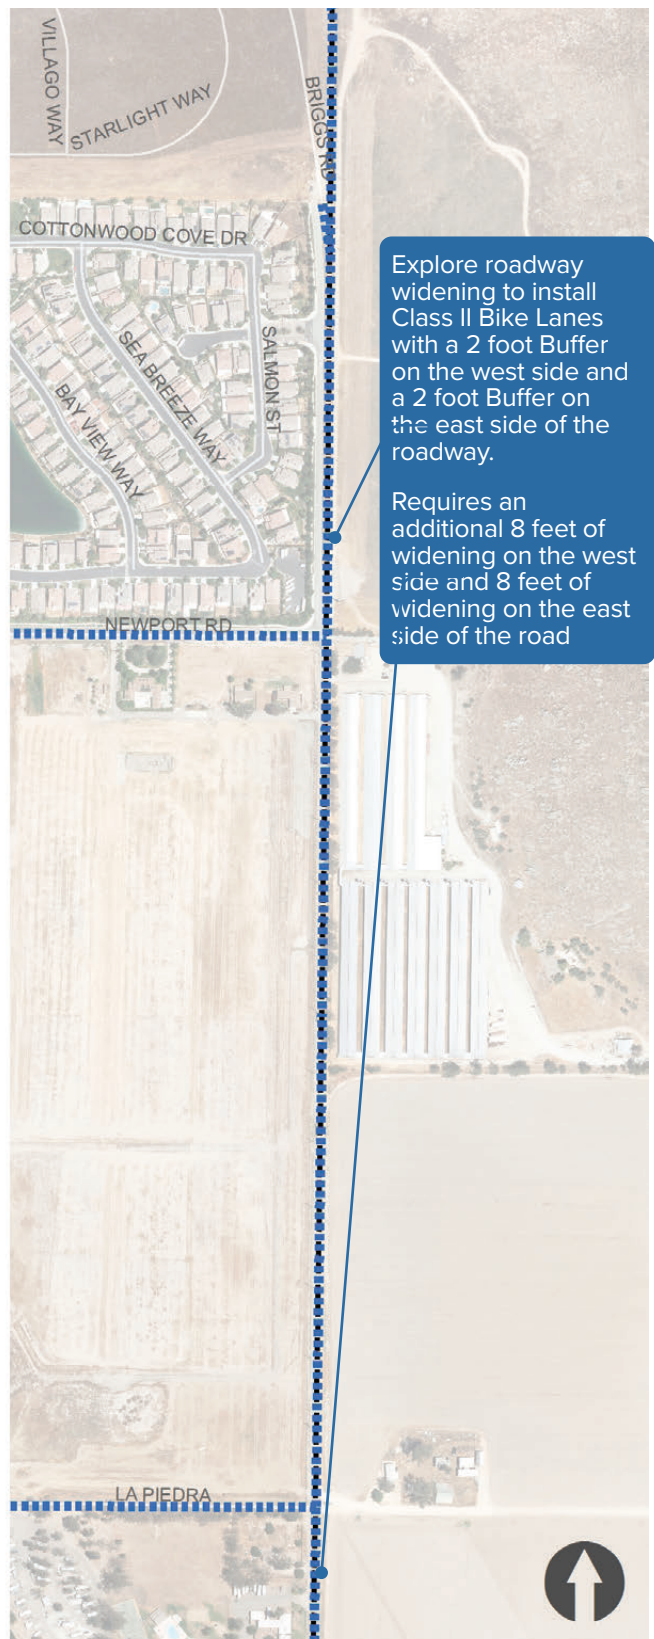 VILLAGO WAY
STARLIGHT WAY
BRIGGS RD
COTTONWOOD COVE DR
SEA BREEZE WAY
SALMON ST
BAY VIEW WAY
Explore roadway
widening to install
Class II Bike Lanes
with a 2 foot Buffer
on the west side and
a 2 foot Buffer on
the east side of the
roadway.
Requires an
additional 8 feet of
widening on the west
side and 8 feet of
widening on the east
side of the road
NEWPORT RD
LA PIEDRA